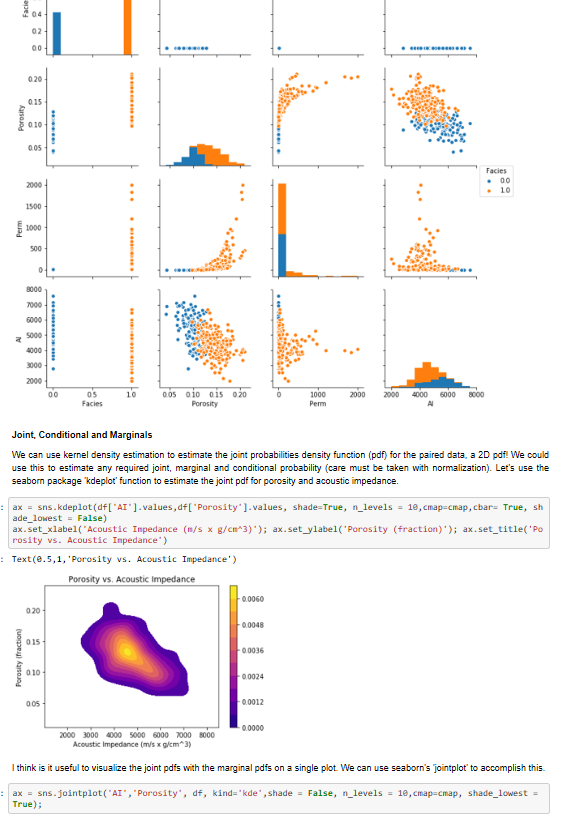 Facie
0.4
0.2
0.0
0.20
0.15
0.10
0.05
Porosity
Facies
0.0
1.0
2000
1500
1000
500
0
Perm
8000
7000
6000
5000
4000
3000
2000
AI
0.0 0.5 1.0 0.05 0.10 0.15 0.20 0 1000 2000 2000 4000 6000 8000
Facies Porosity Perm AI
Joint, Conditional and Marginals
We can use kernel density estimation to estimate the joint probabilities density function (pdf) for the paired data, a 2D pdf! We could
use this to estimate any required joint, marginal and conditional probability (care must be taken with normalization). Let's use the
seaborn package 'kdeplot' function to estimate the joint pdf for porosity and acoustic impedance.
: ax = sns.kdeplot(df['AI'].values,df['Porosity'].values, shade=True, n_levels = 10,cmap=cmap,cbar= True, sh
ade_lowest = False)
ax.set_xlabel('Acoustic Impedance (m/s x g/cm^3)'); ax.set_ylabel('Porosity (fraction)'); ax.set_title('Po
rosity vs. Acoustic Impedance')
: Text(0.5,1,'Porosity vs. Acoustic Impedance')
Porosity vs. Acoustic Impedance
0.20
0.15
0.10
0.05
Porosity (fraction)
0.0060
0.0048
0.0036
0.0024
0.0012
0.0000
2000 3000 4000 5000 6000 7000 8000
Acoustic Impedance (m/s x g/cm^3)
I think is it useful to visualize the joint pdfs with the marginal pdfs on a single plot. We can use seaborn's 'jointplot' to accomplish this.
: ax = sns.jointplot('AI','Porosity', df, kind='kde',shade = False, n_levels = 10,cmap=cmap, shade_lowest =
True);